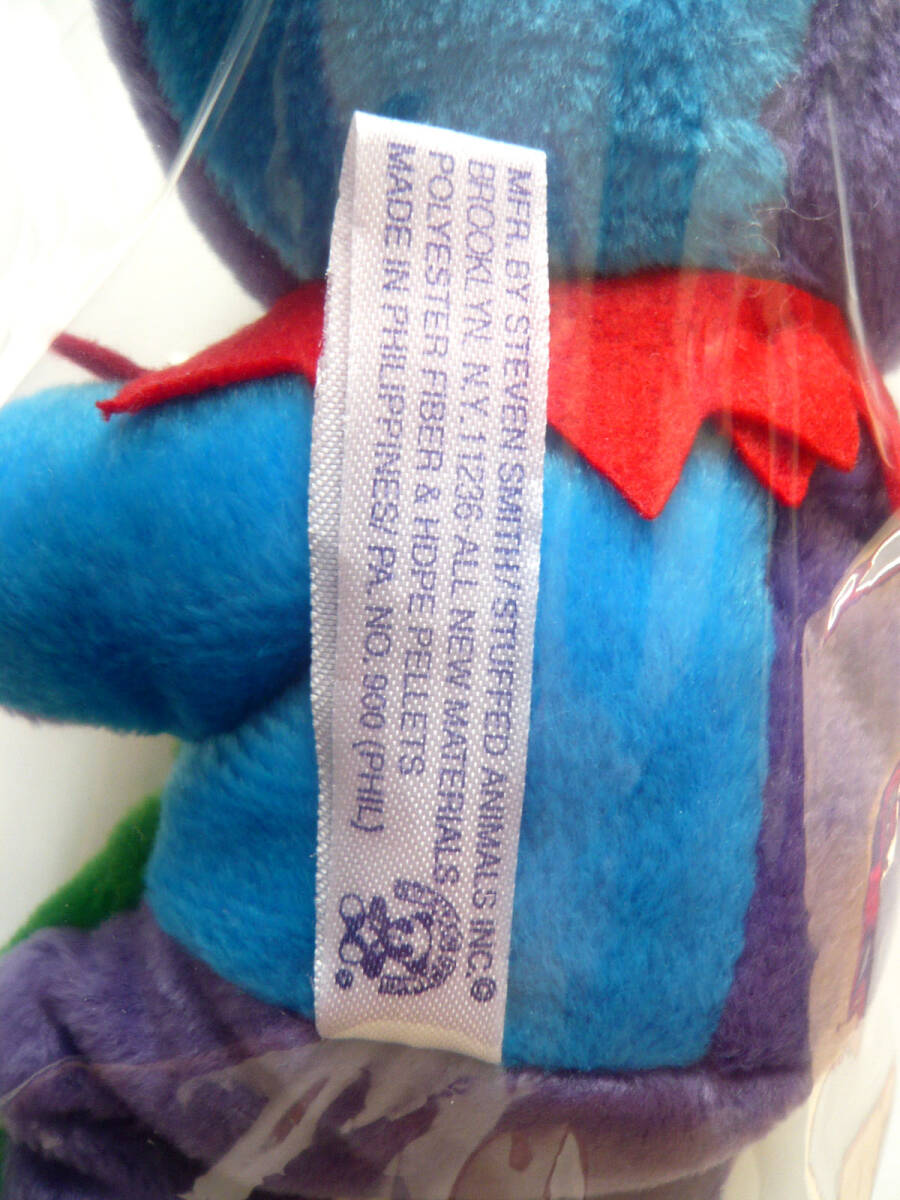 MFR. BY STEVEN SMITH/ STUFFED ANIMALS INC.©
BROOKLYN. N.Y. 11236 ALL NEW MATERIALS
POLYESTER FIBER & HDPE PELLETS
MADE IN PHILIPPINES/ PA. NO. 900 (PHIL)